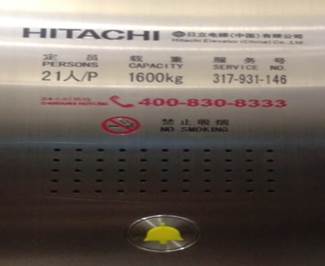 HITACHI 日立电梯(中国)有限公司
Hitachi Elevator (China) Co., Ltd.
定员 载重量 服务号
PERSONS CAPACITY SERVICE NO.
21人/P 1600kg 317-931-146
400-830-8333
禁止吸烟
NO SMOKING